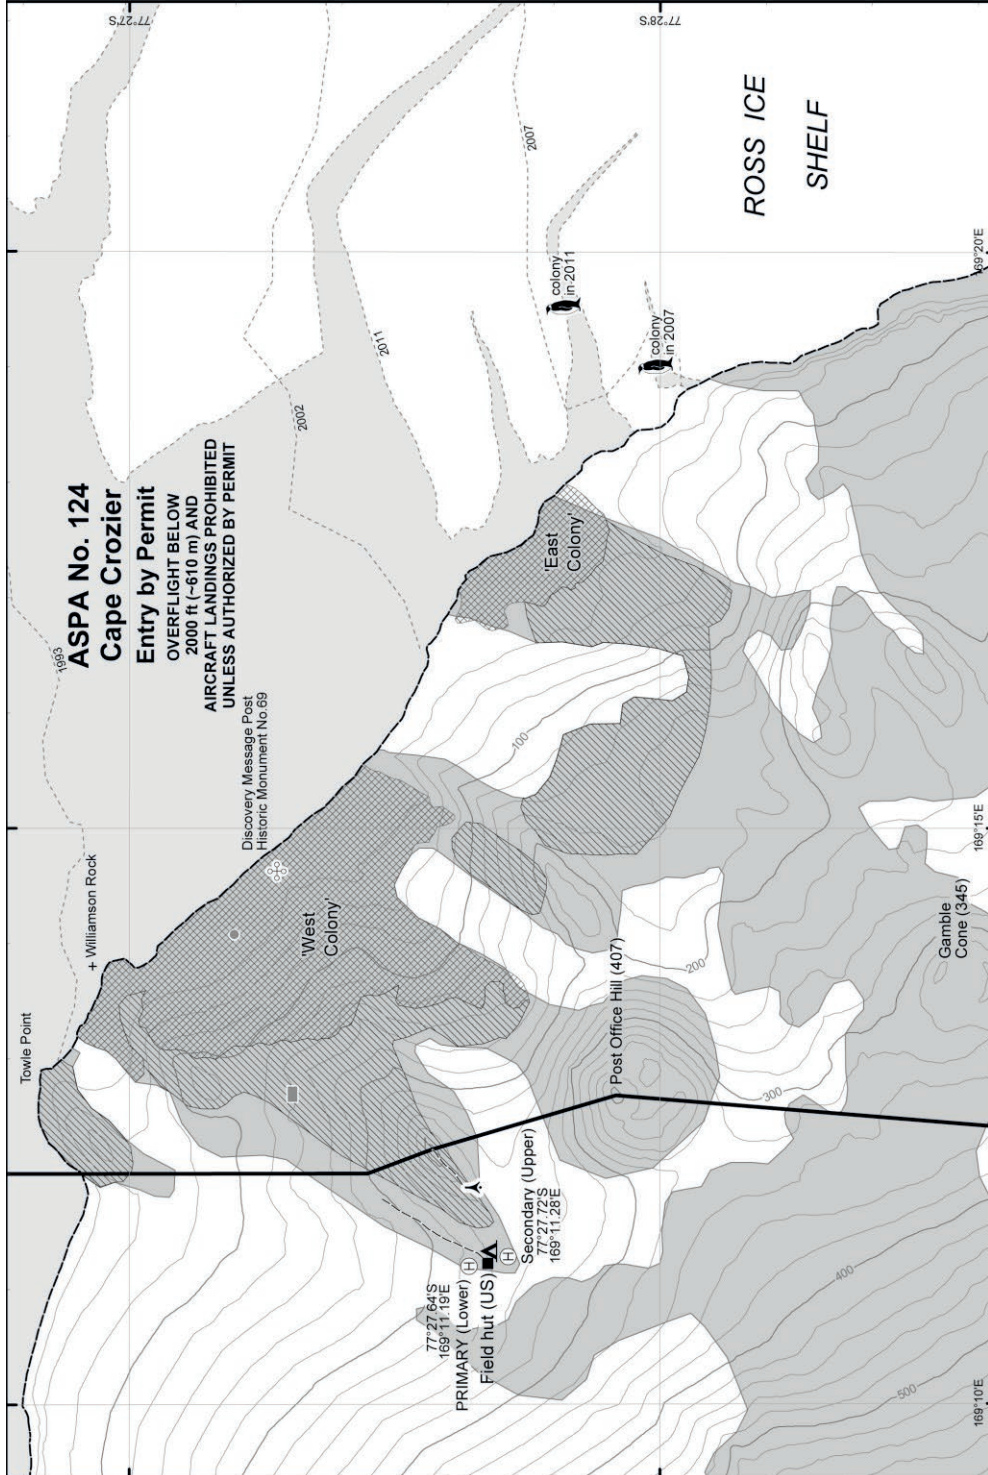 ASPA No. 124
Cape Crozier
Entry by Permit
OVERFLIGHT BELOW
2000 ft (~610 m) AND
AIRCRAFT LANDINGS PROHIBITED
UNLESS AUTHORIZED BY PERMIT
Towle Point
+ Williamson Rock
1993
Discovery Message Post
Historic Monument No.69
2002
2011
2007
77°27'S
77°28'S
'West
Colony'
'East
Colony'
colony
in 2011
colony
in 2007
ROSS ICE
SHELF
77°27.64'S
169°11.19'E
PRIMARY (Lower)
H
Field hut (US)
H
Secondary (Upper)
77°27.72'S
169°11.28'E
Post Office Hill (407)
100
200
300
400
500
Gamble
Cone (345)
169°10'E
169°15'E
169°20'E